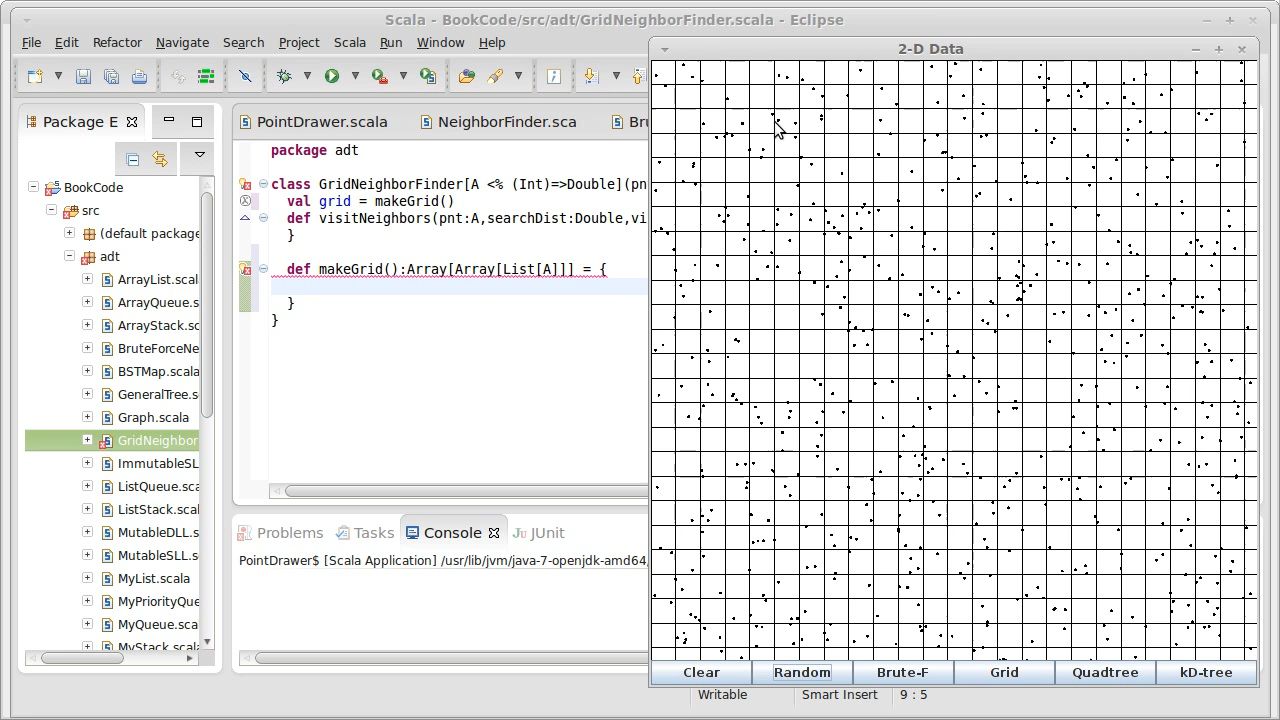 Scala - BookCode/src/adt/GridNeighborFinder.scala - Eclipse
File Edit Refactor Navigate Search Project Scala Run Window Help
2-D Data
Package E
PointDrawer.scala
NeighborFinder.sca
Bru
BookCode
src
(default package
adt
ArrayList.scal
ArrayQueue.s
ArrayStack.sc
BruteForceNe
BSTMap.scala
GeneralTree.s
Graph.scala
GridNeighbor
ImmutableSL
ListQueue.sca
ListStack.scal
MutableDLL.s
MutableSLL.s
MyList.scala
MyPriorityQue
MyQueue.sca
MyStack.scala
package adt
class GridNeighborFinder[A <% (Int)=>Double](pn
val grid = makeGrid()
def visitNeighbors(pnt:A,searchDist:Double,vi
}
def makeGrid():Array[Array[List[A]]] = {
}
}
Problems Tasks Console JUnit
PointDrawer$ [Scala Application] /usr/lib/jvm/java-7-openjdk-amd64,
Clear Random Brute-F Grid Quadtree kD-tree
Writable Smart Insert 9 : 5